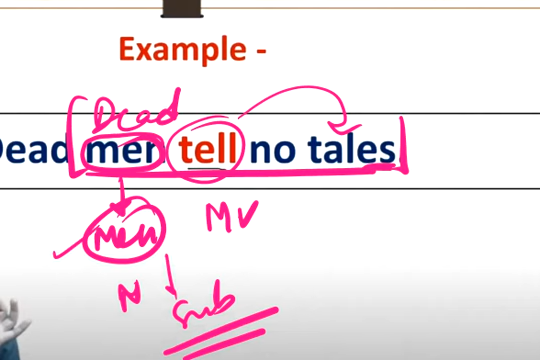 Example -
Dead
Dead men tell no tales.
men
MV
N
Sub